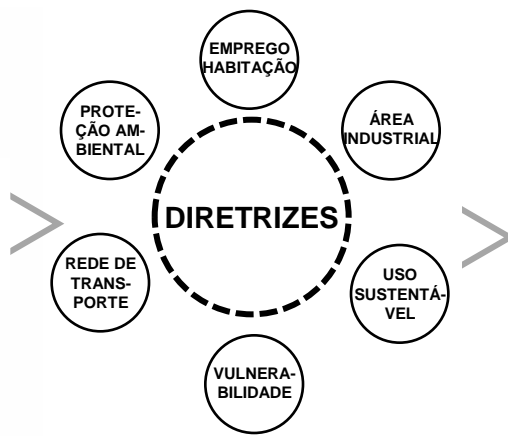 EMPREGO
HABITAÇÃO
PROTE-
ÇÃO AM-
BIENTAL
ÁREA
INDUSTRIAL
DIRETRIZES
REDE DE
TRANS-
PORTE
USO
SUSTENTÁ-
VEL
VULNERA-
BILIDADE